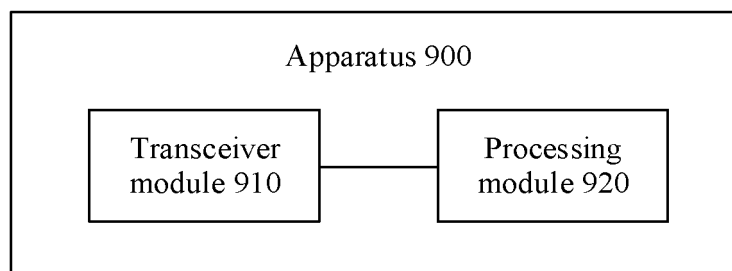 Apparatus 900
Transceiver
module 910
Processing
module 920